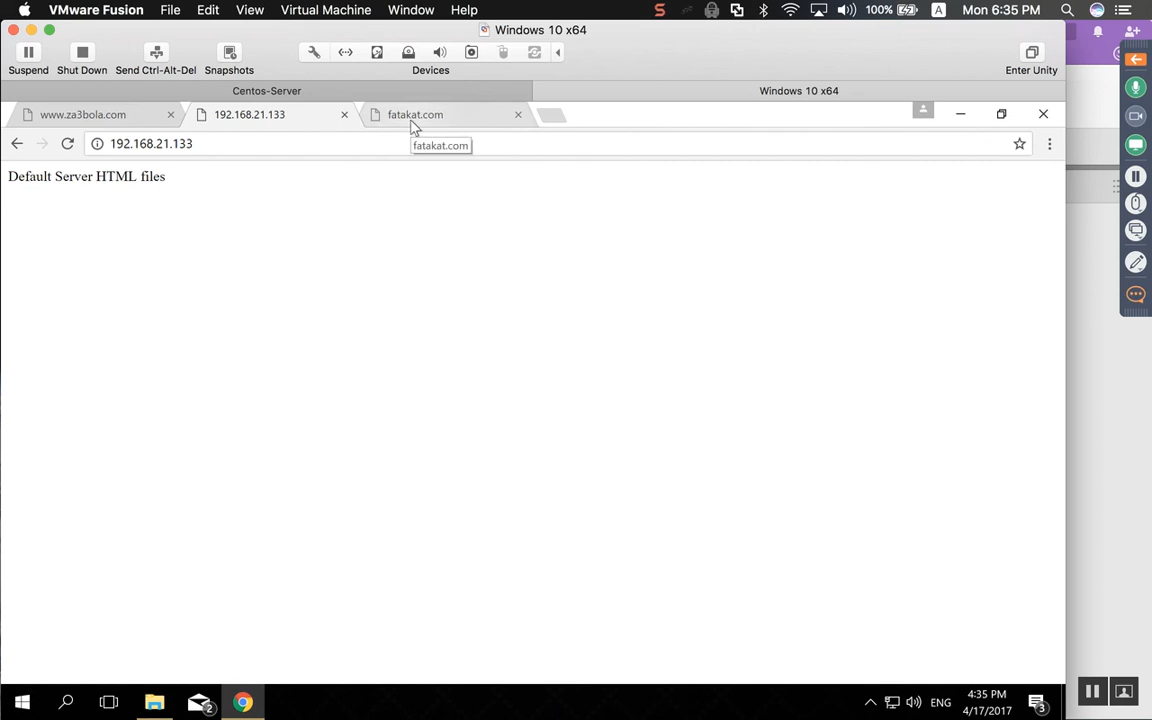 VMware Fusion File Edit View Virtual Machine Window Help 100% A Mon 6:35 PM
Windows 10 x64
Suspend Shut Down Send Ctrl-Alt-Del Snapshots Devices Enter Unity
Centos-Server Windows 10 x64
www.za3bola.com 192.168.21.133 fatakat.com
192.168.21.133
fatakat.com
Default Server HTML files
2 ENG 4:35 PM 3
4/17/2017